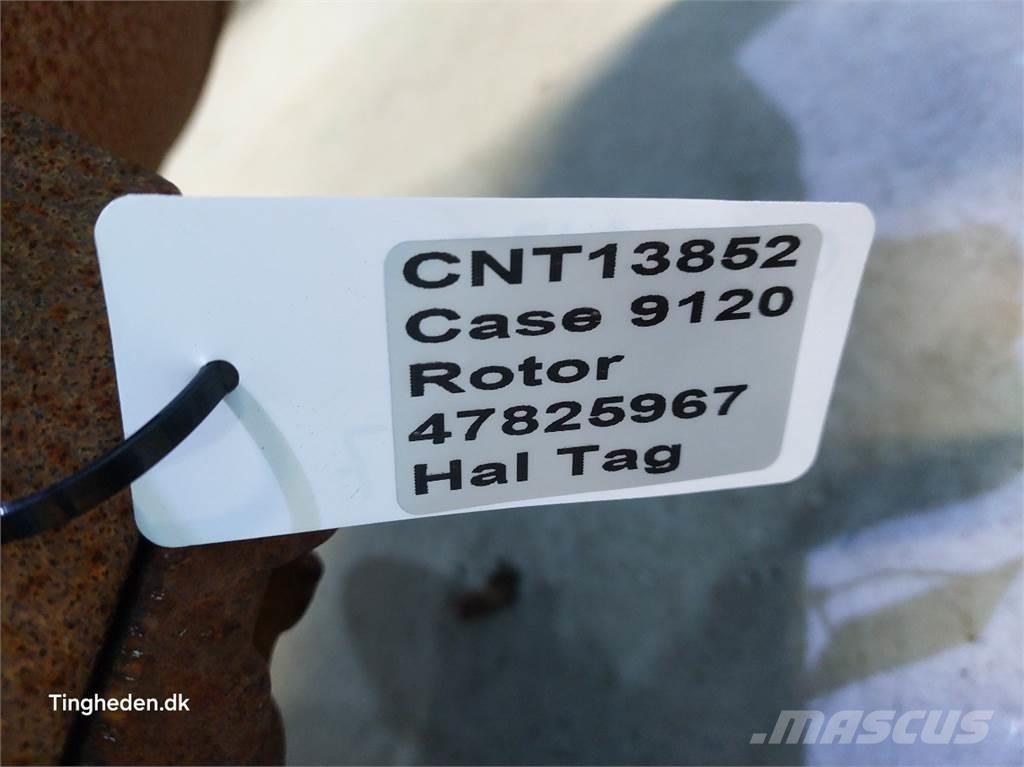 CNT13852
Case 9120
Rotor
47825967
Hal Tag
Tingheden.dk
MASCUS